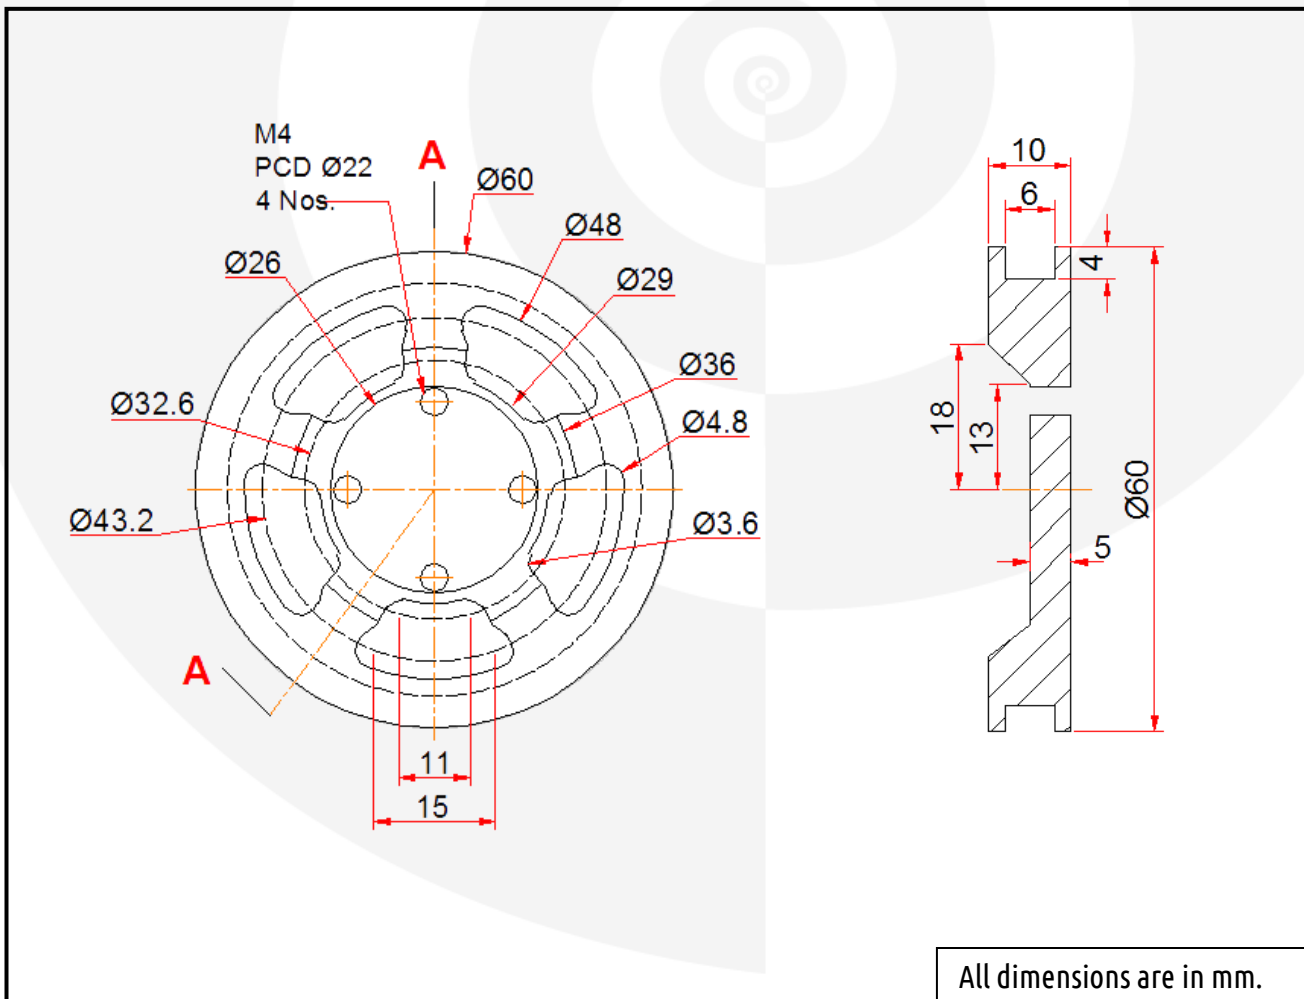 M4
PCD Ø22
4 Nos.
A
Ø60
Ø48
Ø26
Ø29
Ø36
Ø32.6
Ø4.8
Ø43.2
Ø3.6
A
11
15
10
6
4
18
13
Ø60
5
All dimensions are in mm.